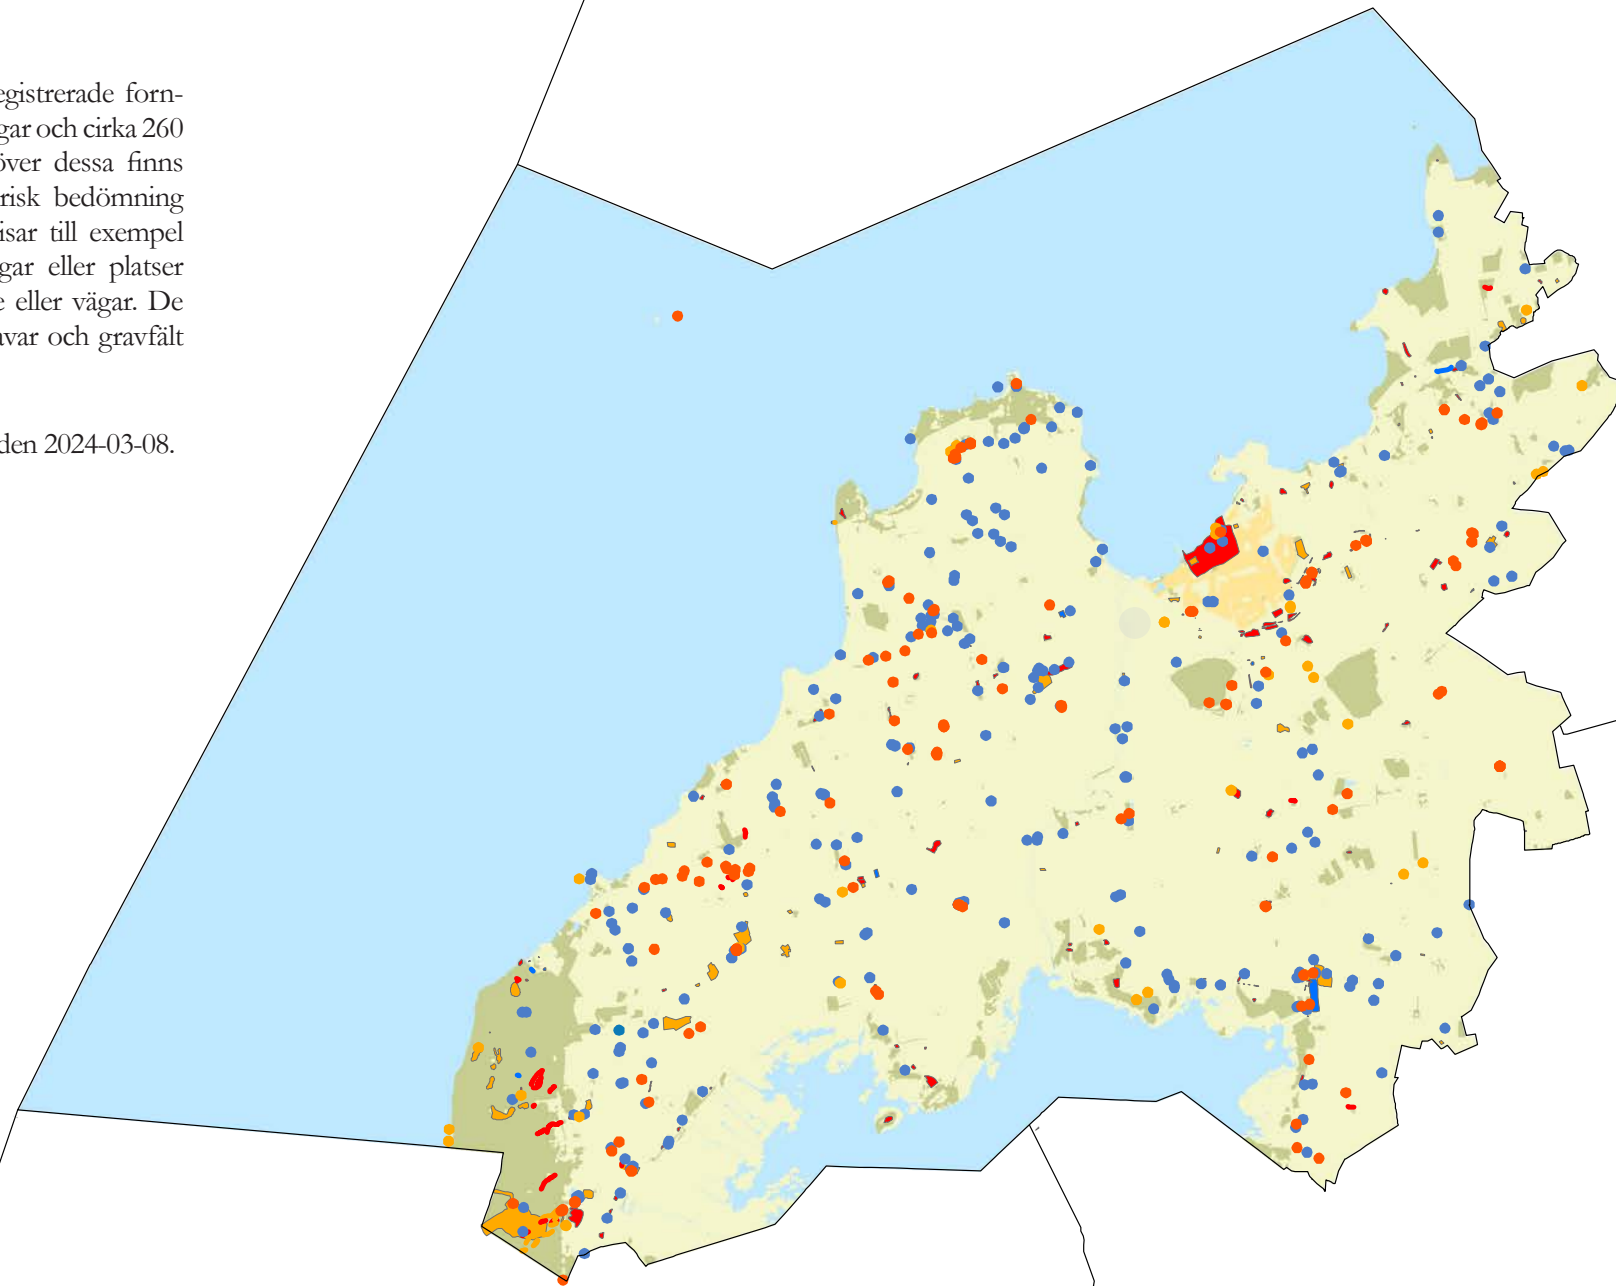 egistrerade forn-
gar och cirka 260
över dessa finns
risk bedömning
isar till exempel
gar eller platser
e eller vägar. De
avar och gravfält
den 2024-03-08.